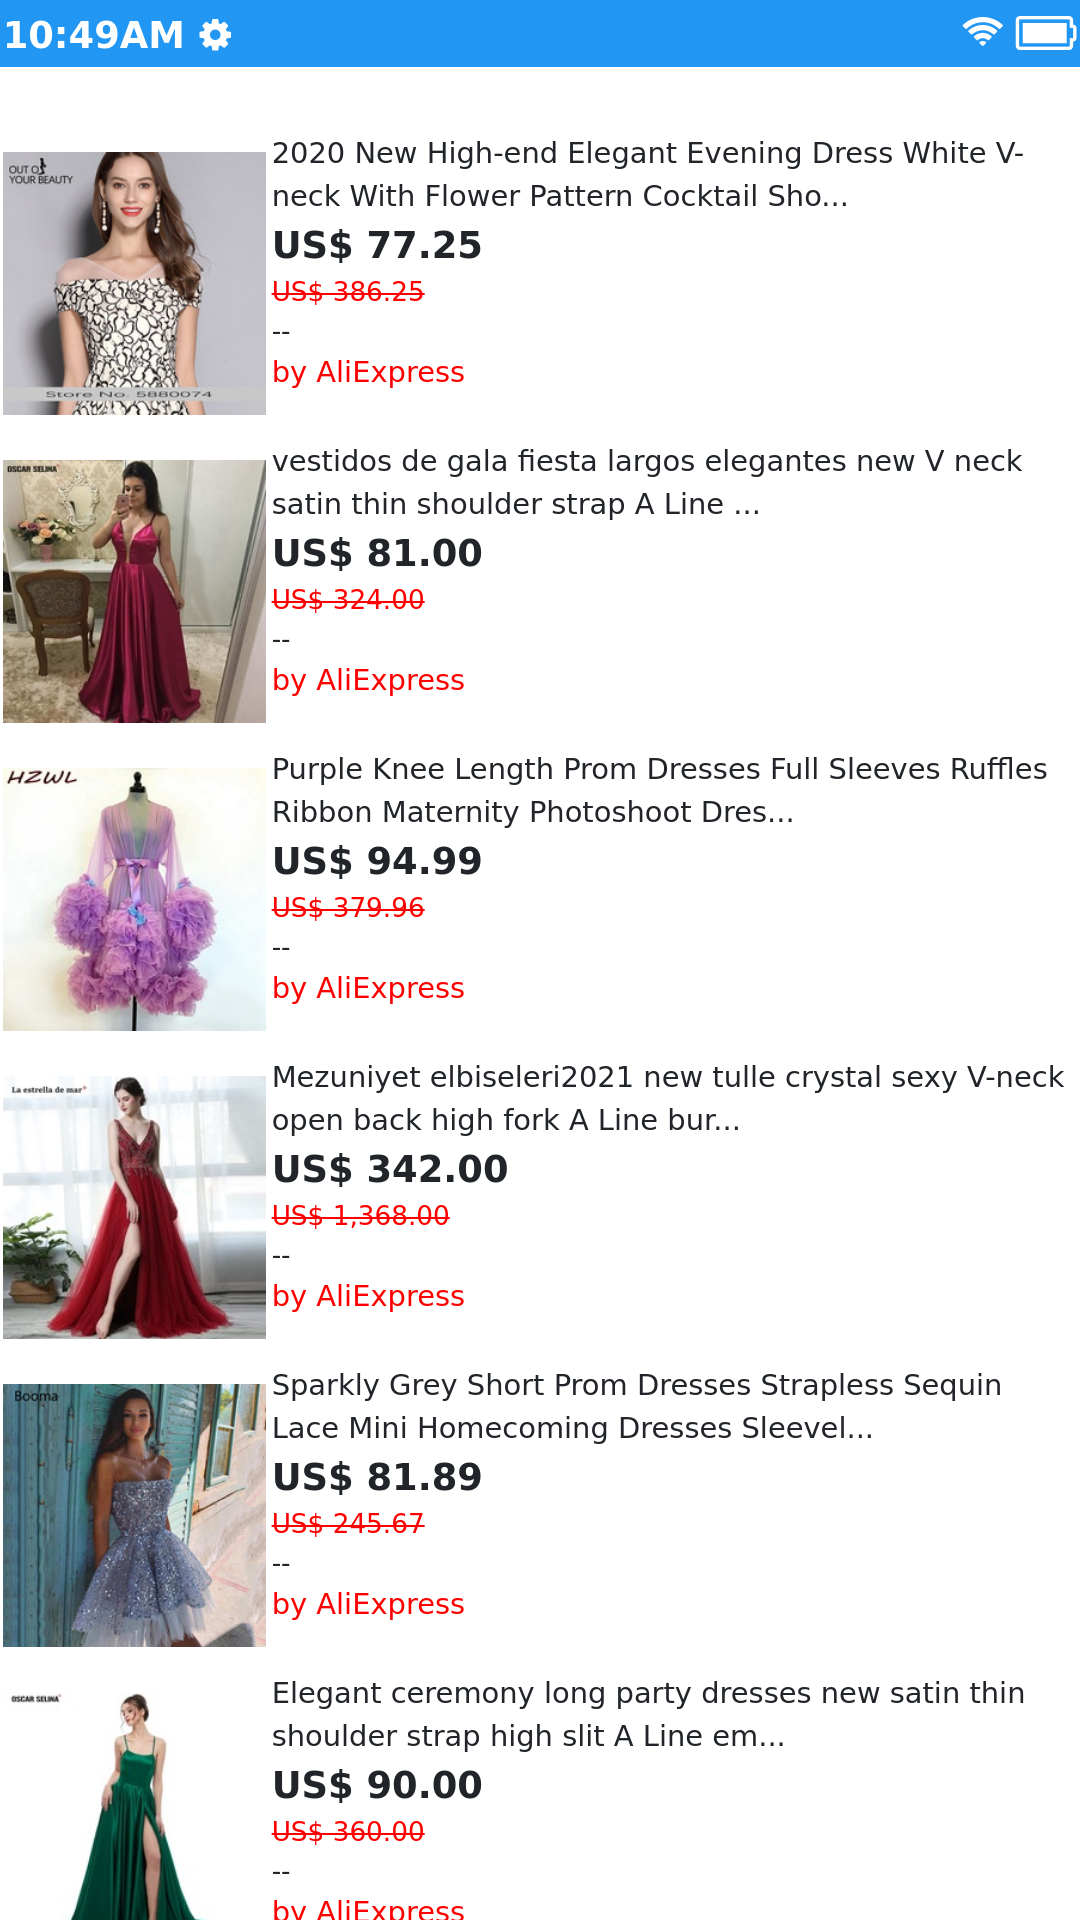 10:49AM
OUT OF
YOUR BEAUTY
Store No. 5880074
2020 New High-end Elegant Evening Dress White V-
neck With Flower Pattern Cocktail Sho...
US$ 77.25
US$ 386.25
--
by AliExpress
OSCAR SELINA
vestidos de gala fiesta largos elegantes new V neck
satin thin shoulder strap A Line ...
US$ 81.00
US$ 324.00
--
by AliExpress
HZWL
Purple Knee Length Prom Dresses Full Sleeves Ruffles
Ribbon Maternity Photoshoot Dres...
US$ 94.99
US$ 379.96
--
by AliExpress
La estrella de mar
Mezuniyet elbiseleri2021 new tulle crystal sexy V-neck
open back high fork A Line bur...
US$ 342.00
US$ 1,368.00
--
by AliExpress
Booma
Sparkly Grey Short Prom Dresses Strapless Sequin
Lace Mini Homecoming Dresses Sleevel...
US$ 81.89
US$ 245.67
--
by AliExpress
OSCAR SELINA
Elegant ceremony long party dresses new satin thin
shoulder strap high slit A Line em...
US$ 90.00
US$ 360.00
--
by AliExpress